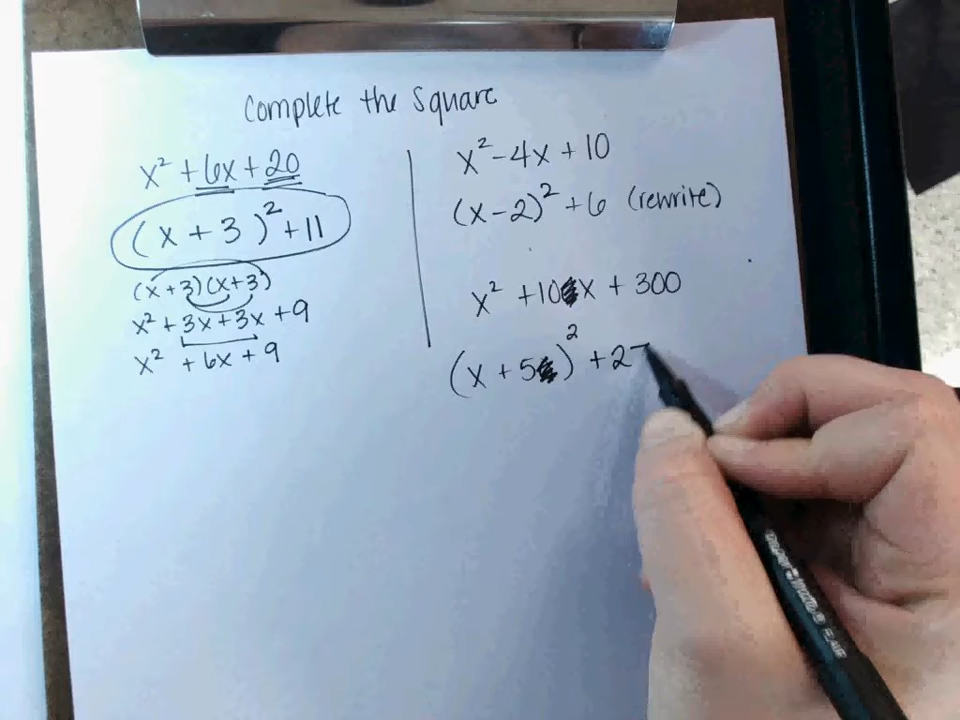 Complete the Square
x² + 6x + 20
(x + 3)² + 11
(x + 3)(x + 3)
x² + 3x + 3x + 9
x² + 6x + 9
x² - 4x + 10
(x - 2)² + 6 (rewrite)
x² + 10x + 300
(x + 5)² + 27